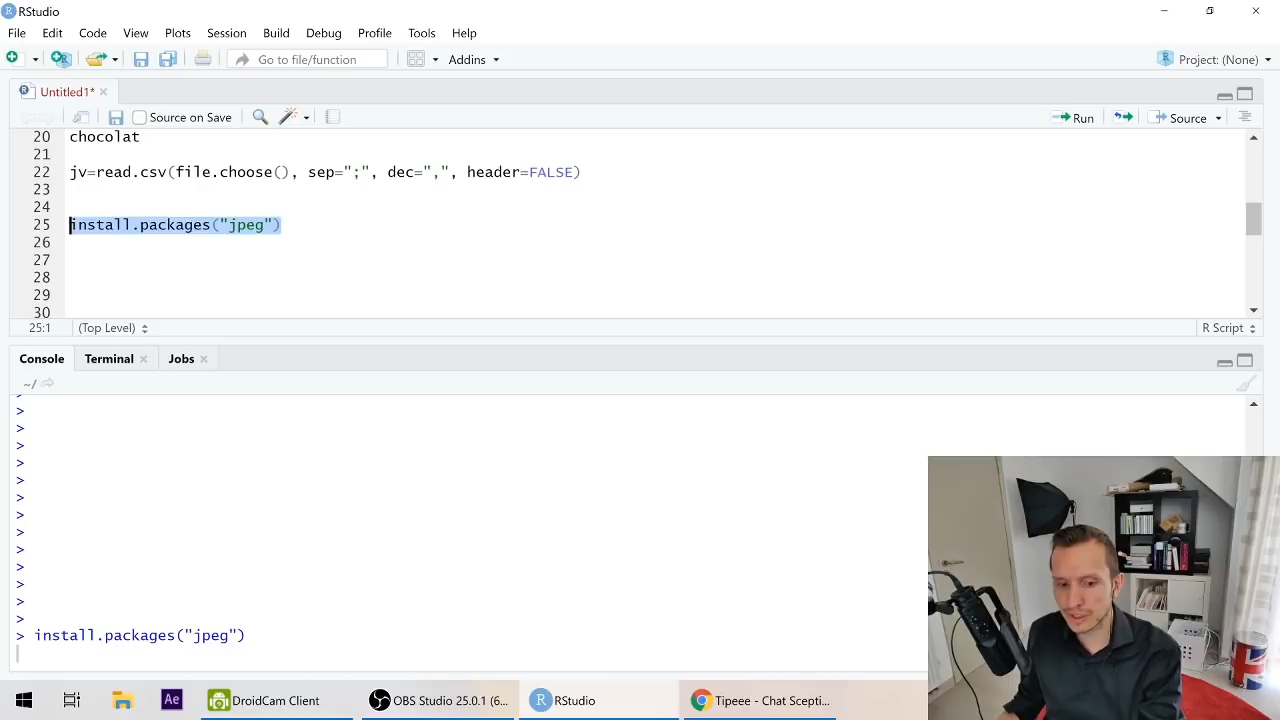 RStudio
File Edit Code View Plots Session Build Debug Profile Tools Help
Go to file/function Addins Project: (None)
Untitled1*
Source on Save Run Source
20 chocolat
21
22 jv=read.csv(file.choose(), sep=";", dec=",", header=FALSE)
23
24
25 install.packages("jpeg")
26
27
28
29
30
25:1 (Top Level) R Script
Console Terminal Jobs
~/
>
>
>
>
>
>
>
>
>
>
>
>
>
> install.packages("jpeg")
Ae DroidCam Client OBS Studio 25.0.1 (6... RStudio Tipeee - Chat Scepti...